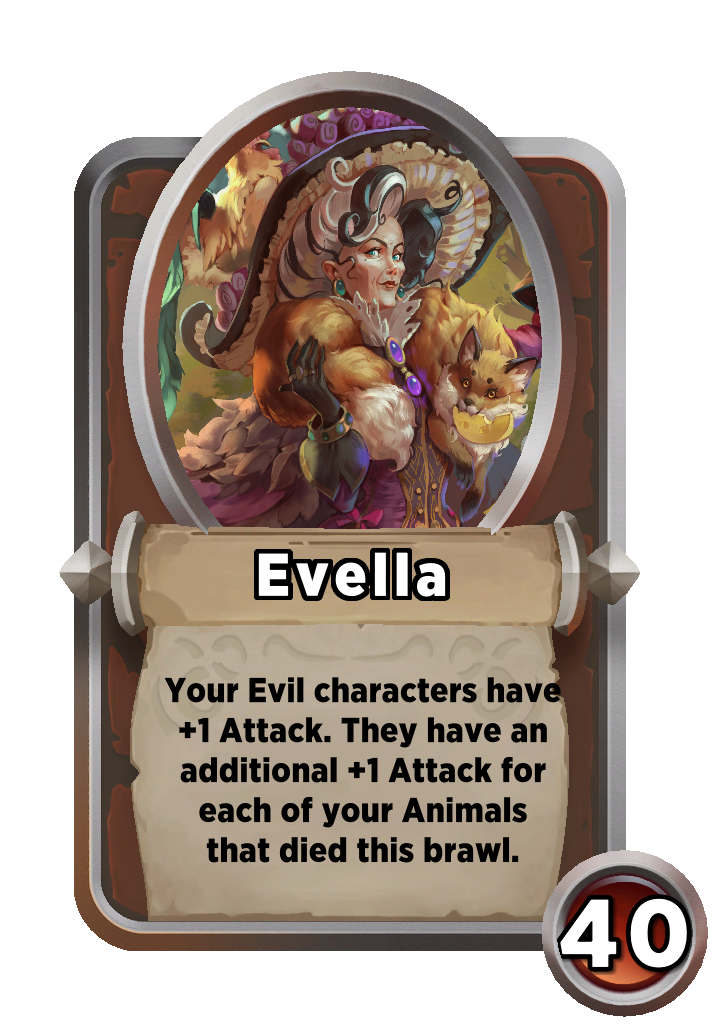 Evella
Your Evil characters have
+1 Attack. They have an
additional +1 Attack for
each of your Animals
that died this brawl.
40